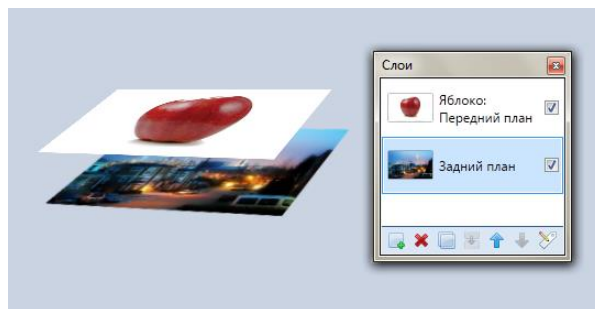 Слои
Яблоко:
Передний план
Задний план